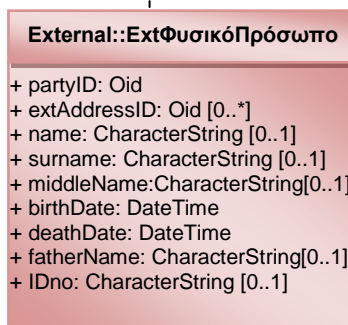 External::ExtΦυσικόΠρόσωπο
+ partyID: Oid
+ extAddressID: Oid [0..*]
+ name: CharacterString [0..1]
+ surname: CharacterString [0..1]
+ middleName:CharacterString[0..1]
+ birthDate: DateTime
+ deathDate: DateTime
+ fatherName: CharacterString[0..1]
+ IDno: CharacterString [0..1]